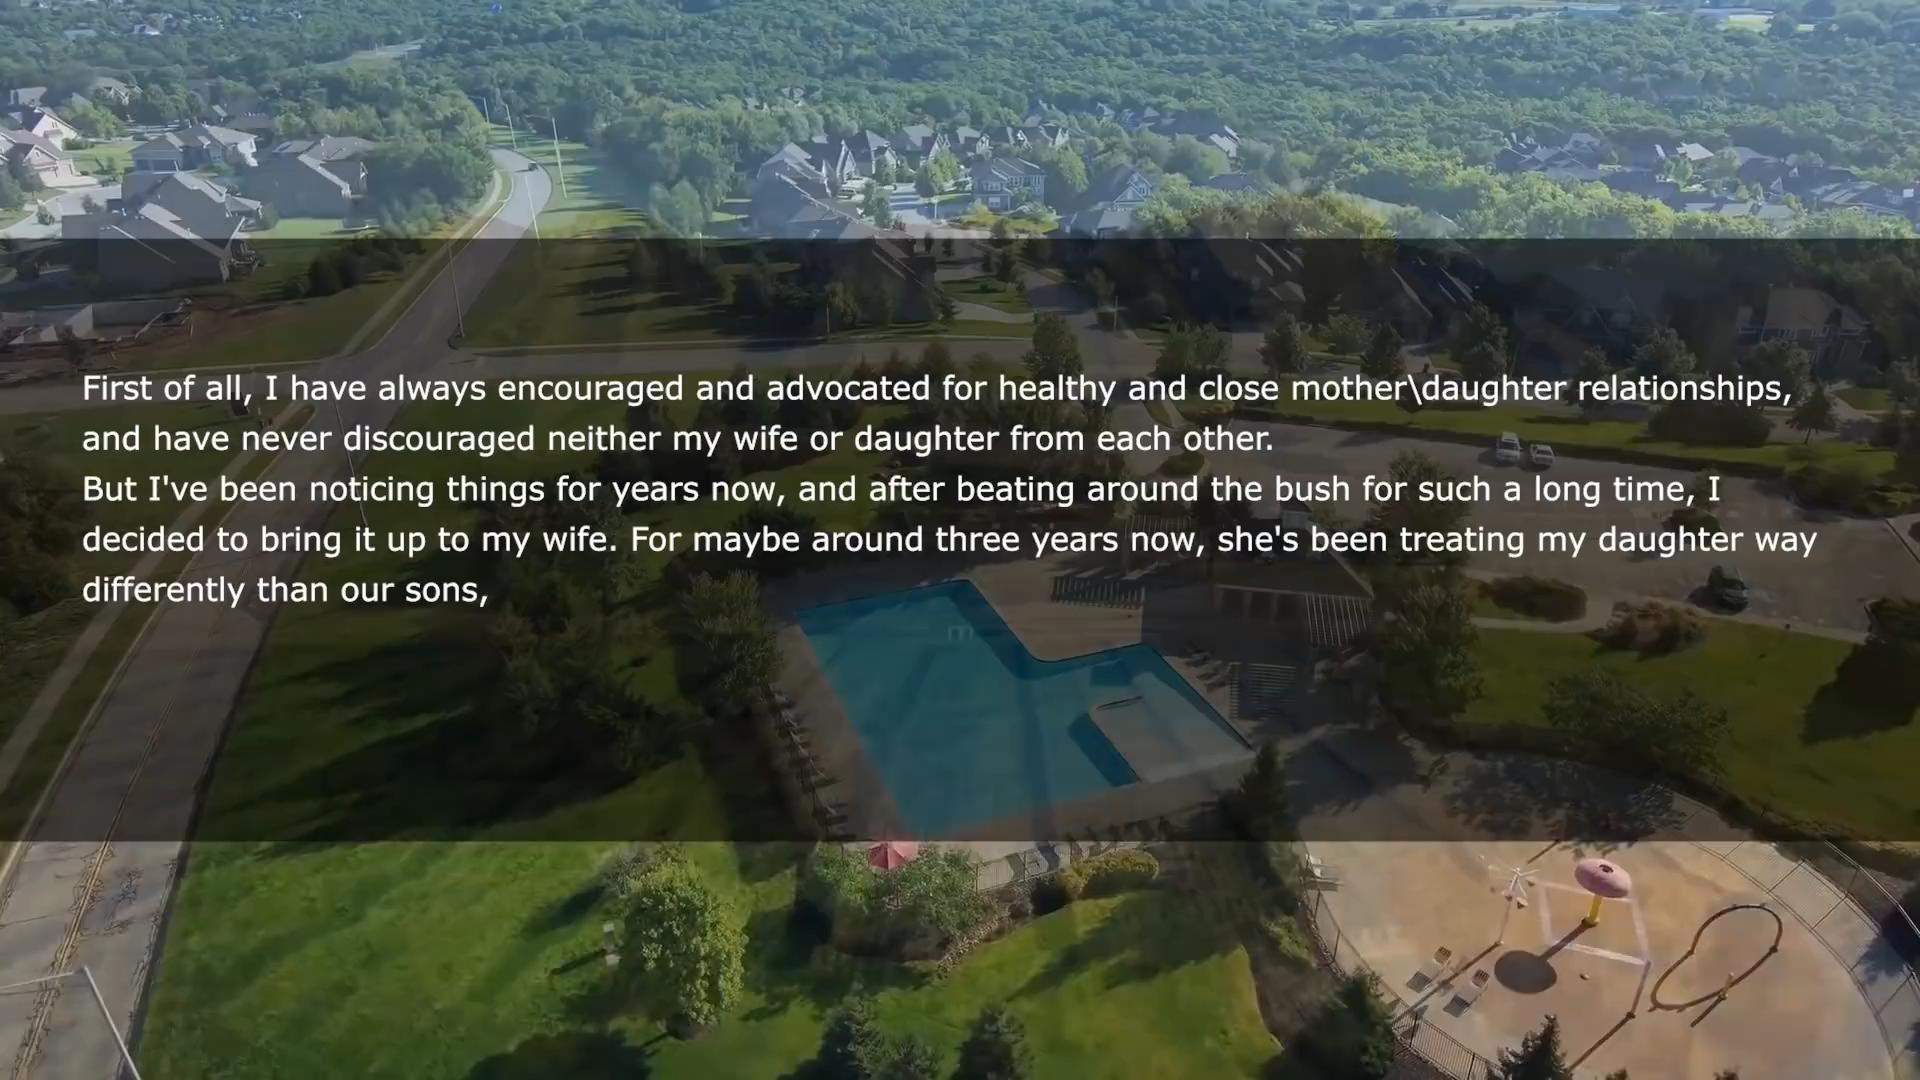 First of all, I have always encouraged and advocated for healthy and close mother\daughter relationships,
and have never discouraged neither my wife or daughter from each other.
But I've been noticing things for years now, and after beating around the bush for such a long time, I
decided to bring it up to my wife. For maybe around three years now, she's been treating my daughter way
differently than our sons,